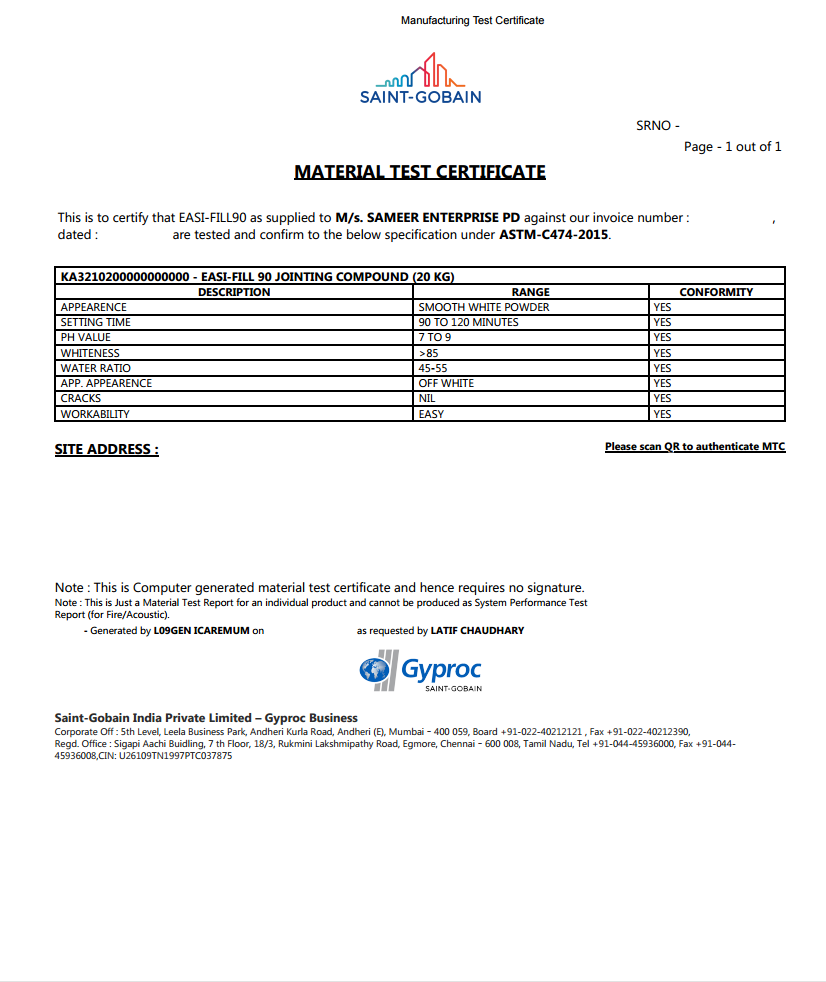 Manufacturing Test Certificate
SAINT-GOBAIN
SRNO -
Page - 1 out of 1
MATERIAL TEST CERTIFICATE
This is to certify that EASI-FILL90 as supplied to M/s. SAMEER ENTERPRISE PD against our invoice number : ,
dated : are tested and confirm to the below specification under ASTM-C474-2015.
KA3210200000000000 - EASI-FILL 90 JOINTING COMPOUND (20 KG)
DESCRIPTION RANGE CONFORMITY
APPEARENCE SMOOTH WHITE POWDER YES
SETTING TIME 90 TO 120 MINUTES YES
PH VALUE 7 TO 9 YES
WHITENESS >85 YES
WATER RATIO 45-55 YES
APP. APPEARENCE OFF WHITE YES
CRACKS NIL YES
WORKABILITY EASY YES
SITE ADDRESS : Please scan QR to authenticate MTC
Note : This is Computer generated material test certificate and hence requires no signature.
Note : This is Just a Material Test Report for an individual product and cannot be produced as System Performance Test
Report (for Fire/Acoustic).
- Generated by L09GEN ICAREMUM on as requested by LATIF CHAUDHARY
Gyproc
SAINT-GOBAIN
Saint-Gobain India Private Limited – Gyproc Business
Corporate Off : 5th Level, Leela Business Park, Andheri Kurla Road, Andheri (E), Mumbai – 400 059, Board +91-022-40212121 , Fax +91-022-40212390,
Regd. Office : Sigapi Aachi Buidling, 7 th Floor, 18/3, Rukmini Lakshmipathy Road, Egmore, Chennai – 600 008, Tamil Nadu, Tel +91-044-45936000, Fax +91-044-
45936008,CIN: U26109TN1997PTC037875